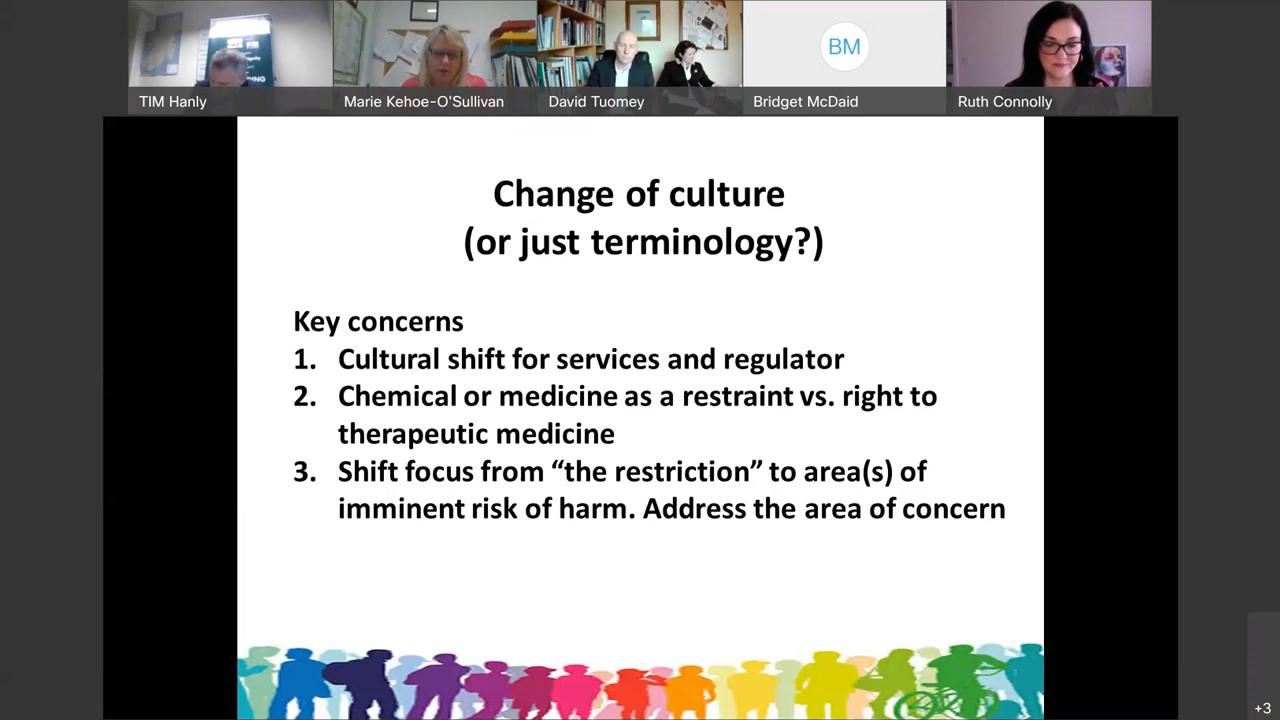 TIM Hanly
Marie Kehoe-O'Sullivan
David Tuomey
BM
Bridget McDaid
Ruth Connolly
Change of culture
(or just terminology?)
Key concerns
1. Cultural shift for services and regulator
2. Chemical or medicine as a restraint vs. right to
therapeutic medicine
3. Shift focus from “the restriction” to area(s) of
imminent risk of harm. Address the area of concern
+3